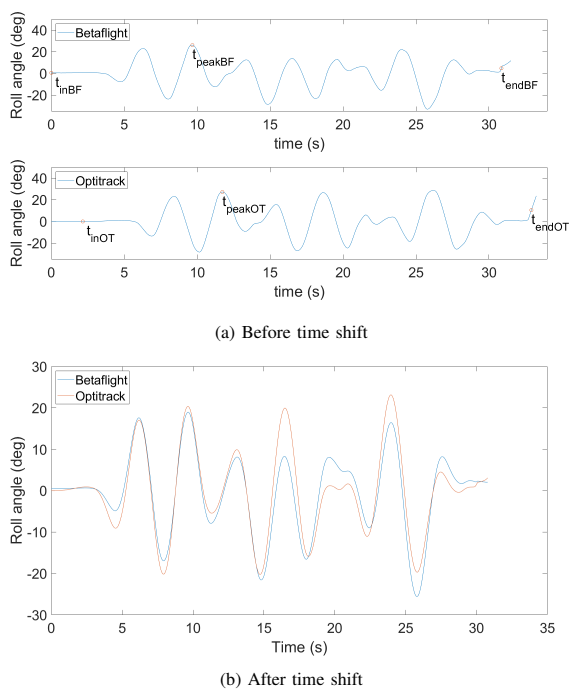 Roll angle (deg)
40
20
0
-20
Betaflight
t_inBF
t_peakBF
t_endBF
0 5 10 15 20 25 30
time (s)
Roll angle (deg)
40
20
0
-20
Optitrack
t_inOT
t_peakOT
t_endOT
0 5 10 15 20 25 30
time (s)
(a) Before time shift
Roll angle (deg)
30
20
10
0
-10
-20
-30
Betaflight
Optitrack
0 5 10 15 20 25 30 35
Time (s)
(b) After time shift